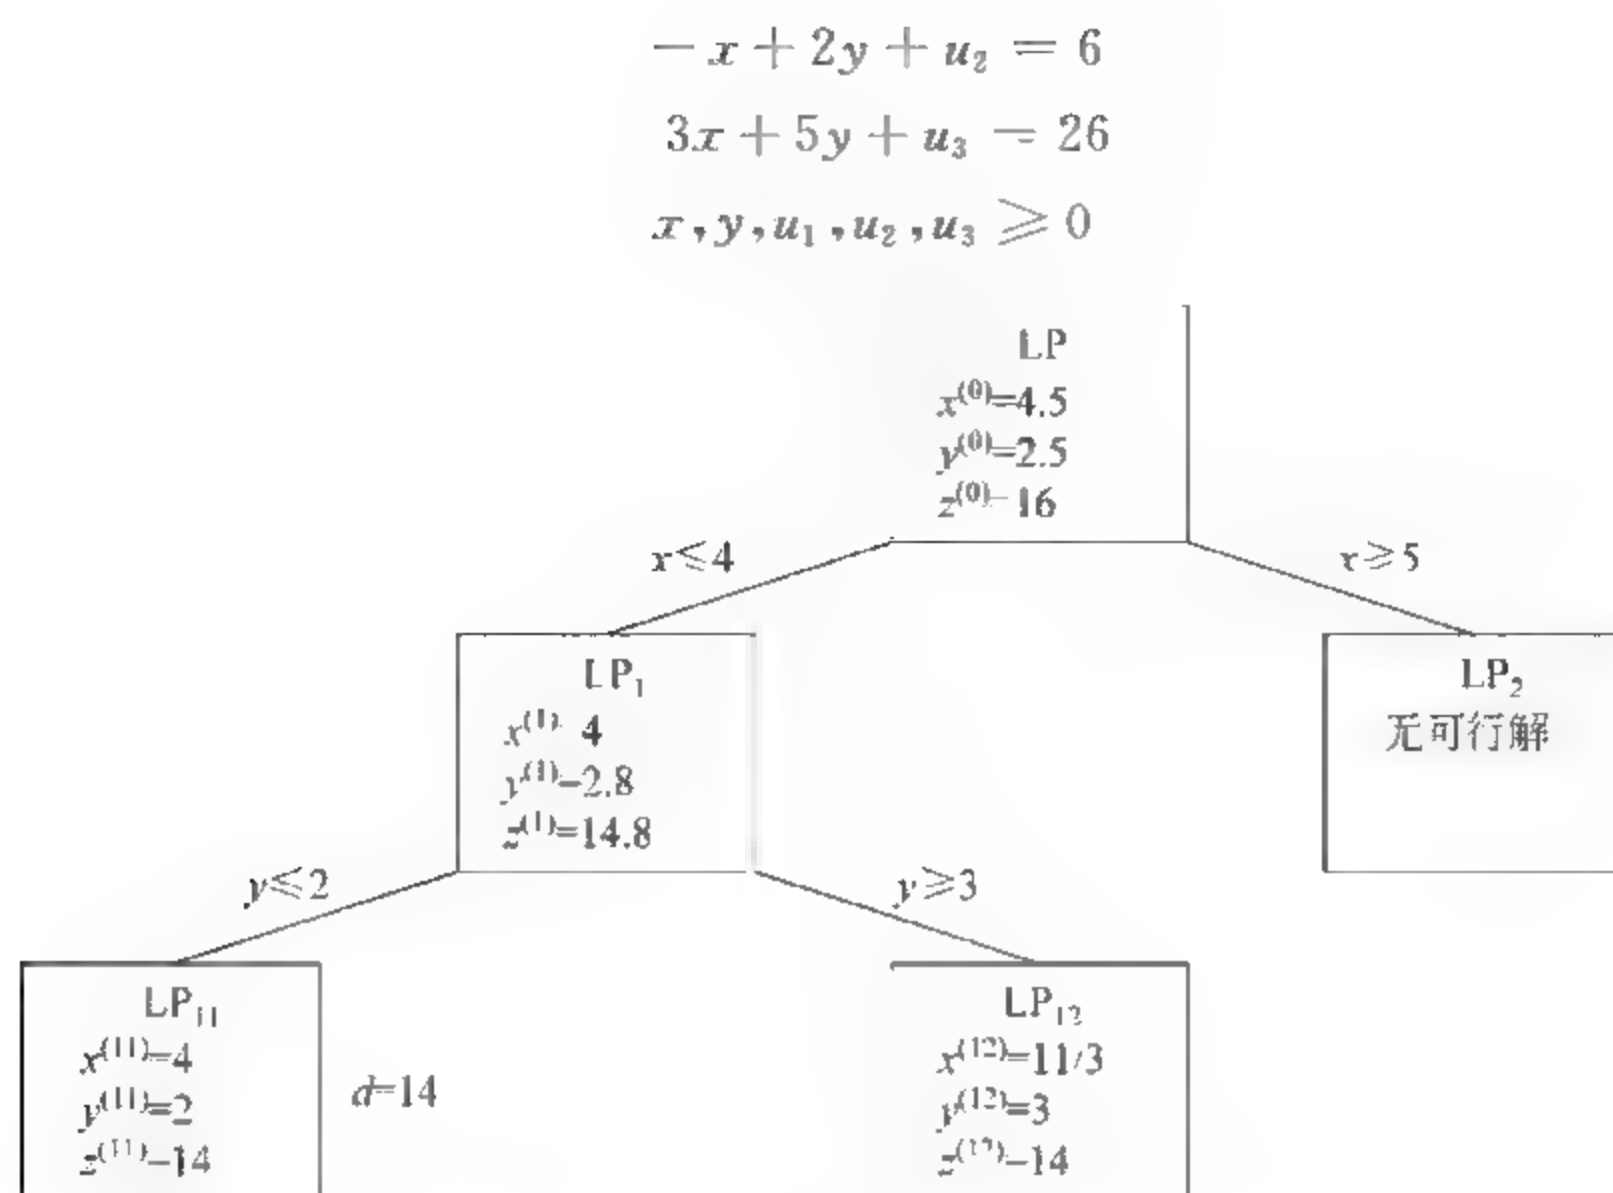 −x+2y+u₂=6
3x+5y+u₃=26
x,y,u₁,u₂,u₃≥0
LP
x⁽⁰⁾=4.5
y⁽⁰⁾=2.5
z⁽⁰⁾=16
x≤4
x≥5
LP₁
x⁽¹⁾=4
y⁽¹⁾=2.8
z⁽¹⁾=14.8
LP₂
无可行解
y≤2
y≥3
LP₁₁
x⁽¹¹⁾=4
y⁽¹¹⁾=2
z⁽¹¹⁾=14
d=14
LP₁₂
x⁽¹²⁾=11/3
y⁽¹²⁾=3
z⁽¹²⁾=14